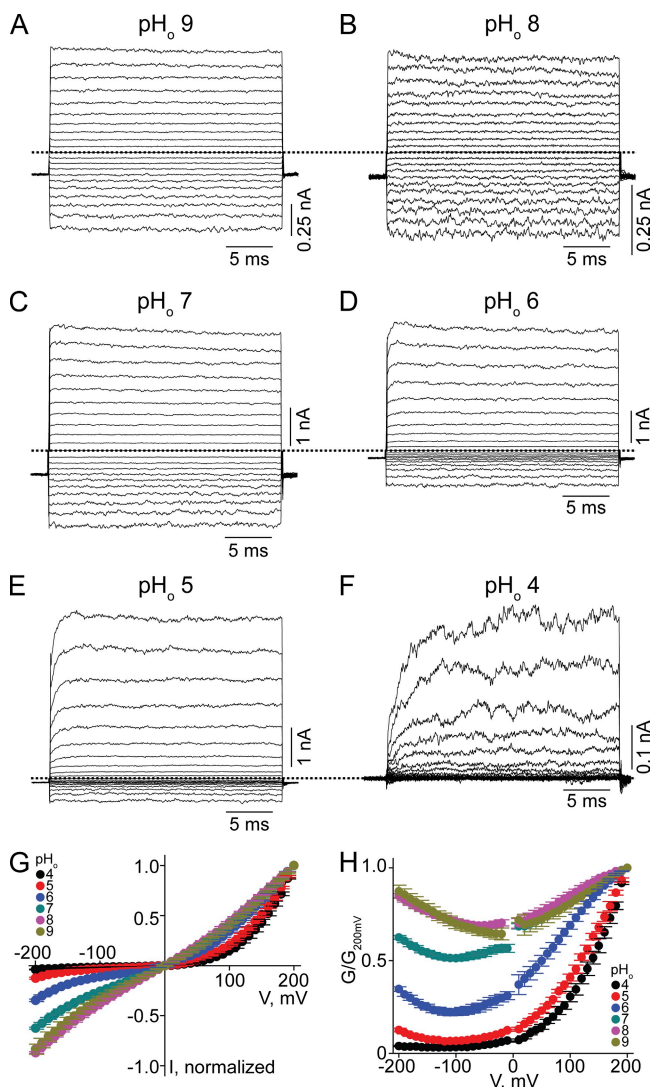 A pHo 9
B pHo 8
0.25 nA
5 ms
0.25 nA
5 ms
C pHo 7
D pHo 6
1 nA
5 ms
1 nA
5 ms
E pHo 5
F pHo 4
1 nA
5 ms
0.1 nA
5 ms
G
pHo
4
5
6
7
8
9
1.0
0.5
-200 -100
100 200
V, mV
-0.5
-1.0
I, normalized
H
G/G200mV
1.0
0.5
0
pHo
4
5
6
7
8
9
-200 -100 0 100 200
V, mV